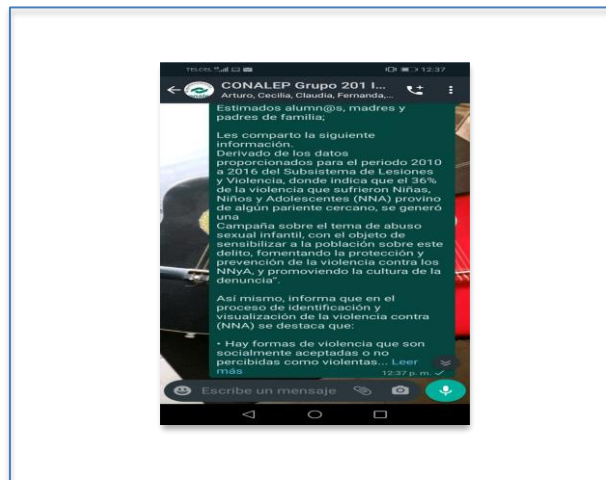 TELCEL 12:37
CONALEP Grupo 201 I...
Arturo, Cecilia, Claudia, Fernanda,...
Estimados alumn@s, madres y
padres de familia;
Les comparto la siguiente
información.
Derivado de los datos
proporcionados para el periodo 2010
a 2016 del Subsistema de Lesiones
y Violencia, donde indica que el 36%
de la violencia que sufrieron Niñas,
Niños y Adolescentes (NNA) provino
de algún pariente cercano, se generó
una
Campaña sobre el tema de abuso
sexual infantil, con el objeto de
sensibilizar a la población sobre este
delito, fomentando la protección y
prevención de la violencia contra los
NNyA, y promoviendo la cultura de la
denuncia".
Así mismo, informa que en el
proceso de identificación y
visualización de la violencia contra
(NNA) se destaca que:
• Hay formas de violencia que son
socialmente aceptadas o no
percibidas como violentas... Leer
más
12:37 p. m.
Escribe un mensaje